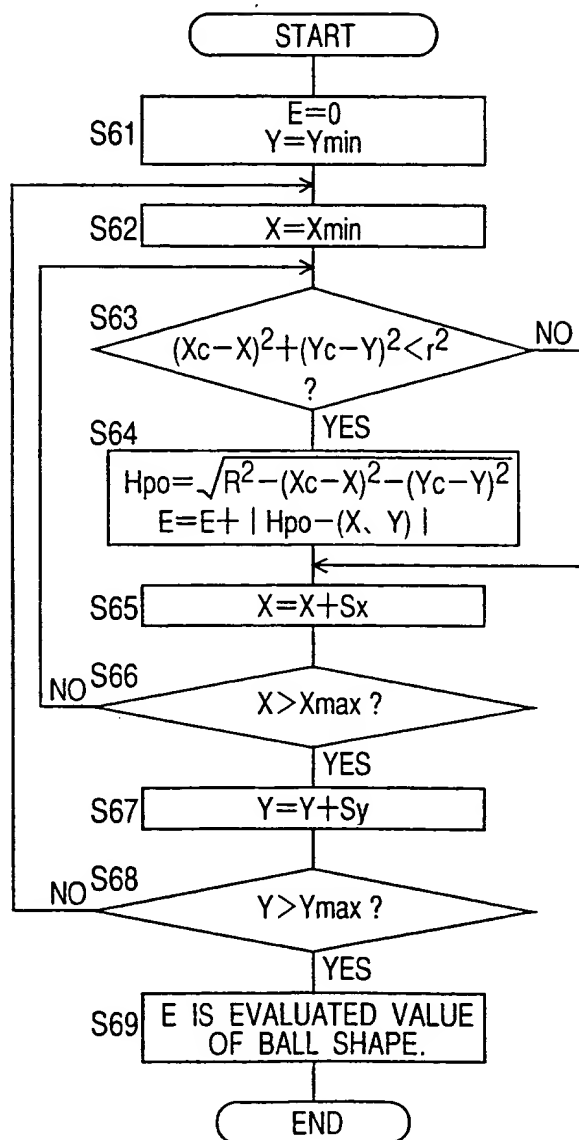 START
S61
E=0
Y=Ymin
S62
X=Xmin
S63
(Xc-X)²+(Yc-Y)²<r²
?
NO
YES
S64
Hpo=√R²-(Xc-X)²-(Yc-Y)²
E=E+|Hpo-(X、Y)|
S65
X=X+Sx
S66
NO
X>Xmax ?
YES
S67
Y=Y+Sy
S68
NO
Y>Ymax ?
YES
S69
E IS EVALUATED VALUE
OF BALL SHAPE.
END